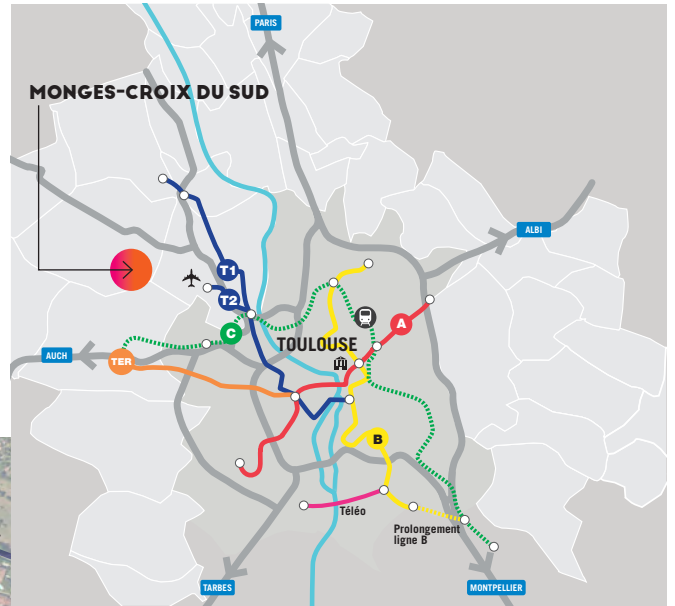 PARIS
MONGES-CROIX DU SUD
ALBI
T1
T2
C
A
TOULOUSE
AUCH
TER
B
Téléo
Prolongement
ligne B
TARBES
MONTPELLIER